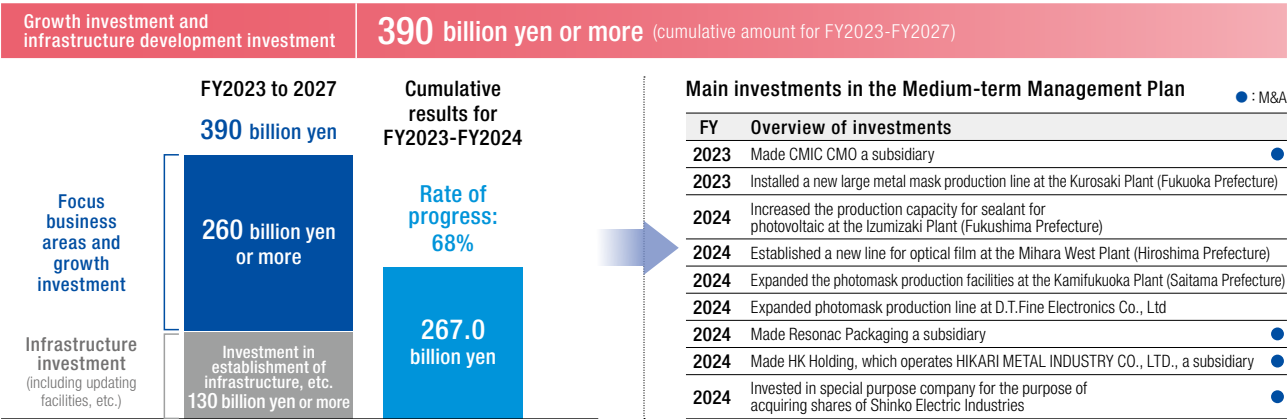 Growth investment and
infrastructure development investment
390 billion yen or more (cumulative amount for FY2023-FY2027)
FY2023 to 2027
390 billion yen
Focus
business
areas and
growth
investment
260 billion yen
or more
Infrastructure
investment
(including updating
facilities, etc.)
Investment in
establishment of
infrastructure, etc.
130 billion yen or more
Cumulative
results for
FY2023-FY2024
Rate of
progress:
68%
267.0
billion yen
Main investments in the Medium-term Management Plan
● : M&A
FY Overview of investments
2023 Made CMIC CMO a subsidiary ●
2023 Installed a new large metal mask production line at the Kurosaki Plant (Fukuoka Prefecture)
2024 Increased the production capacity for sealant for
photovoltaic at the Izumizaki Plant (Fukushima Prefecture)
2024 Established a new line for optical film at the Mihara West Plant (Hiroshima Prefecture)
2024 Expanded the photomask production facilities at the Kamifukuoka Plant (Saitama Prefecture)
2024 Expanded photomask production line at D.T.Fine Electronics Co., Ltd
2024 Made Resonac Packaging a subsidiary ●
2024 Made HK Holding, which operates HIKARI METAL INDUSTRY CO., LTD., a subsidiary ●
2024 Invested in special purpose company for the purpose of
acquiring shares of Shinko Electric Industries ●